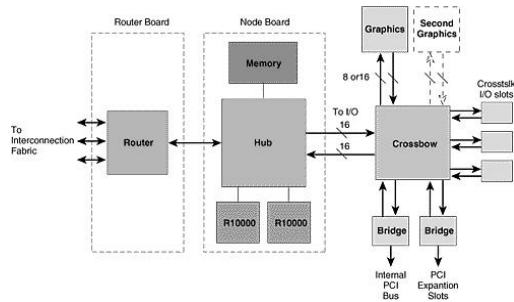 Router Board
Node Board
Graphics
Second
Graphics
Memory
8 or16
Crosstslk
I/O slots
To I/O
16
To
Interconnection
Fabric
Router
Hub
16
Crossbow
R10000
R10000
Bridge
Bridge
Internal
PCI
Bus
PCI
Expantion
Slots